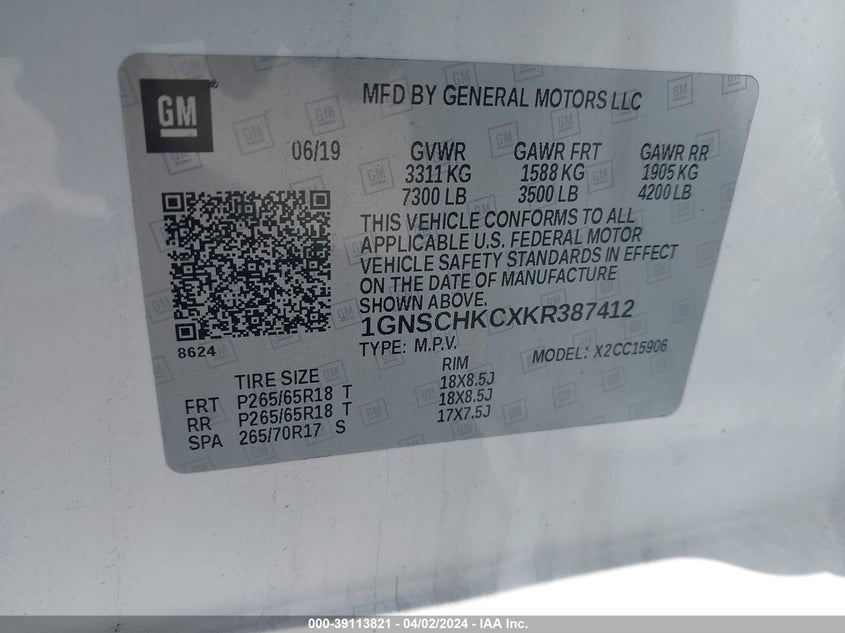 GM
MFD BY GENERAL MOTORS LLC
06/19 GVWR GAWR FRT GAWR RR
3311 KG 1588 KG 1905 KG
7300 LB 3500 LB 4200 LB
THIS VEHICLE CONFORMS TO ALL
APPLICABLE U.S. FEDERAL MOTOR
VEHICLE SAFETY STANDARDS IN EFFECT
ON THE DATE OF MANUFACTURE
SHOWN ABOVE.
1GNSCHKCXKR387412
8624
TYPE: M.P.V. MODEL: X2CC15906
TIRE SIZE RIM
FRT P265/65R18 T 18X8.5J
RR P265/65R18 T 18X8.5J
SPA 265/70R17 S 17X7.5J
000-39113821 - 04/02/2024 - IAA Inc.